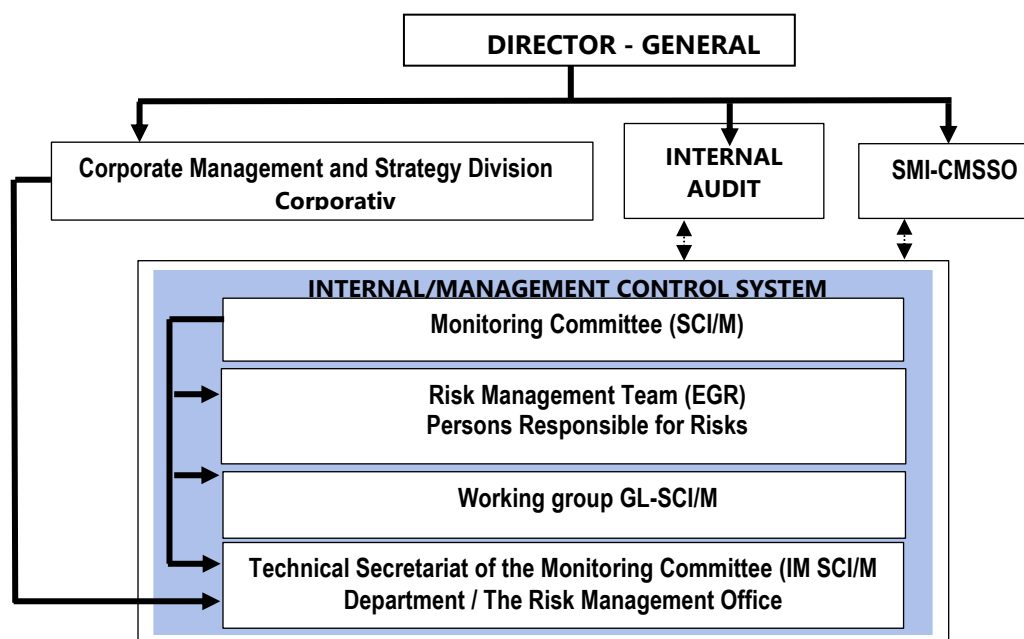 DIRECTOR - GENERAL
Corporate Management and Strategy Division
Corporativ
INTERNAL
AUDIT
SMI-CMSSO
INTERNAL/MANAGEMENT CONTROL SYSTEM
Monitoring Committee (SCI/M)
Risk Management Team (EGR)
Persons Responsible for Risks
Working group GL-SCI/M
Technical Secretariat of the Monitoring Committee (IM SCI/M
Department / The Risk Management Office